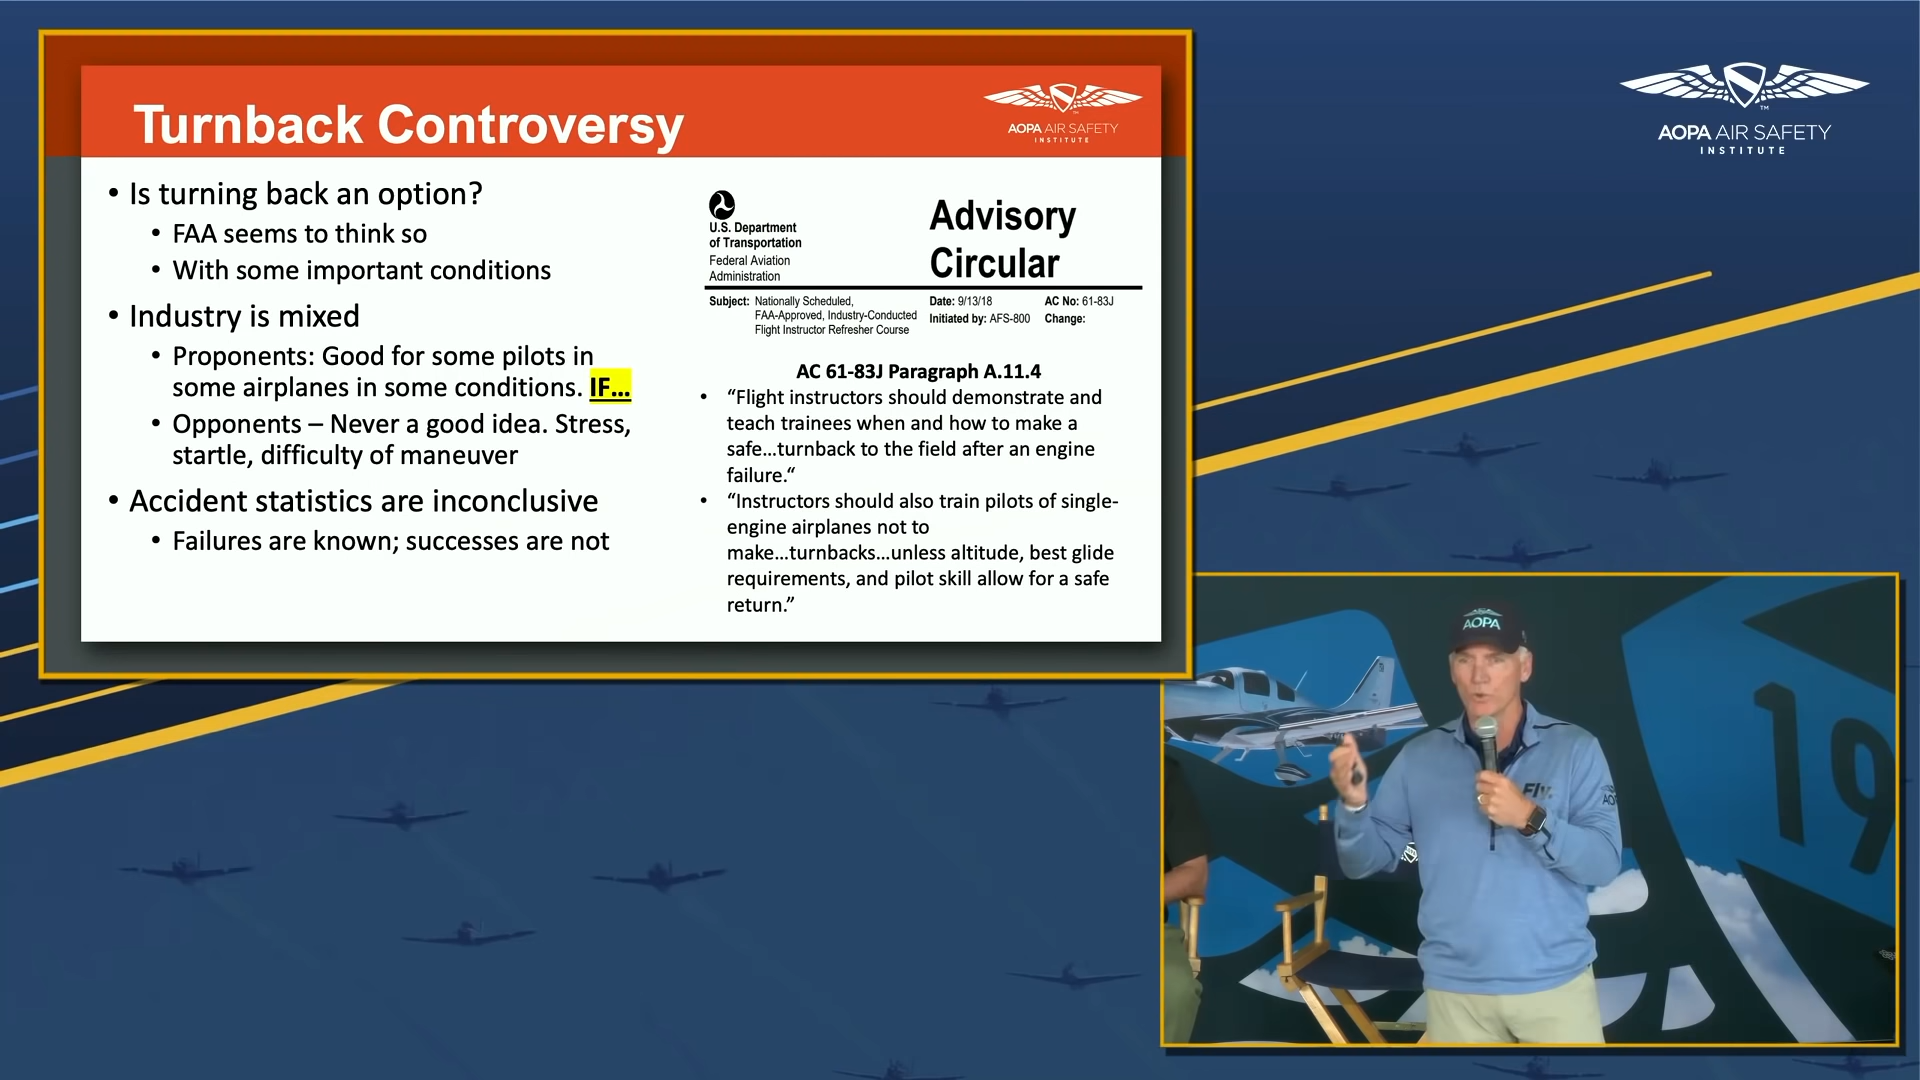 Turnback Controversy
AOPA AIR SAFETY
INSTITUTE
• Is turning back an option?
• FAA seems to think so
• With some important conditions
• Industry is mixed
• Proponents: Good for some pilots in
some airplanes in some conditions. IF...
• Opponents – Never a good idea. Stress,
startle, difficulty of maneuver
• Accident statistics are inconclusive
• Failures are known; successes are not
U.S. Department
of Transportation
Federal Aviation
Administration
Advisory
Circular
Subject: Nationally Scheduled,
FAA-Approved, Industry-Conducted
Flight Instructor Refresher Course
Date: 9/13/18
Initiated by: AFS-800
AC No: 61-83J
Change:
AC 61-83J Paragraph A.11.4
• “Flight instructors should demonstrate and
teach trainees when and how to make a
safe...turnback to the field after an engine
failure.“
• “Instructors should also train pilots of single-
engine airplanes not to
make...turnbacks...unless altitude, best glide
requirements, and pilot skill allow for a safe
return.”
AOPA AIR SAFETY
INSTITUTE
TM
AOPA
Fly.
19